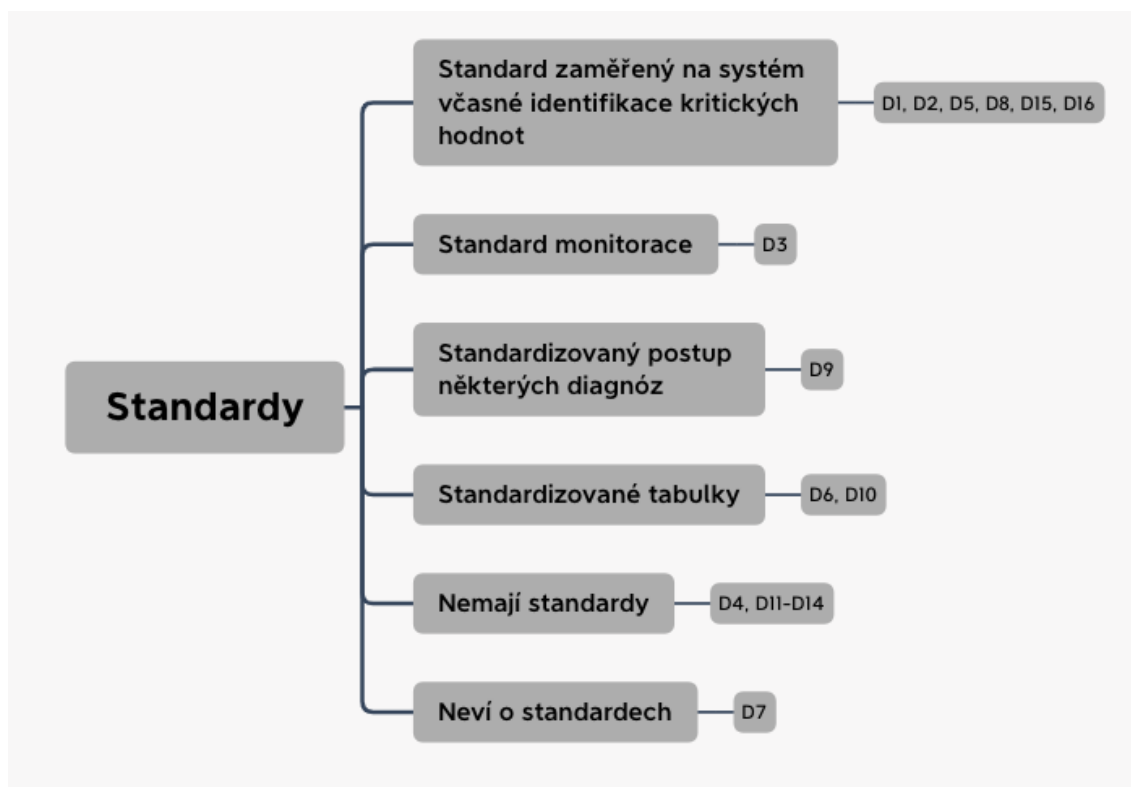 Standard zaměřený na systém
včasné identifikace kritických
hodnot
D1, D2, D5, D8, D15, D16
Standard monitorace
D3
Standardizovaný postup
některých diagnóz
D9
Standardy
Standardizované tabulky
D6, D10
Nemají standardy
D4, D11-D14
Neví o standardech
D7